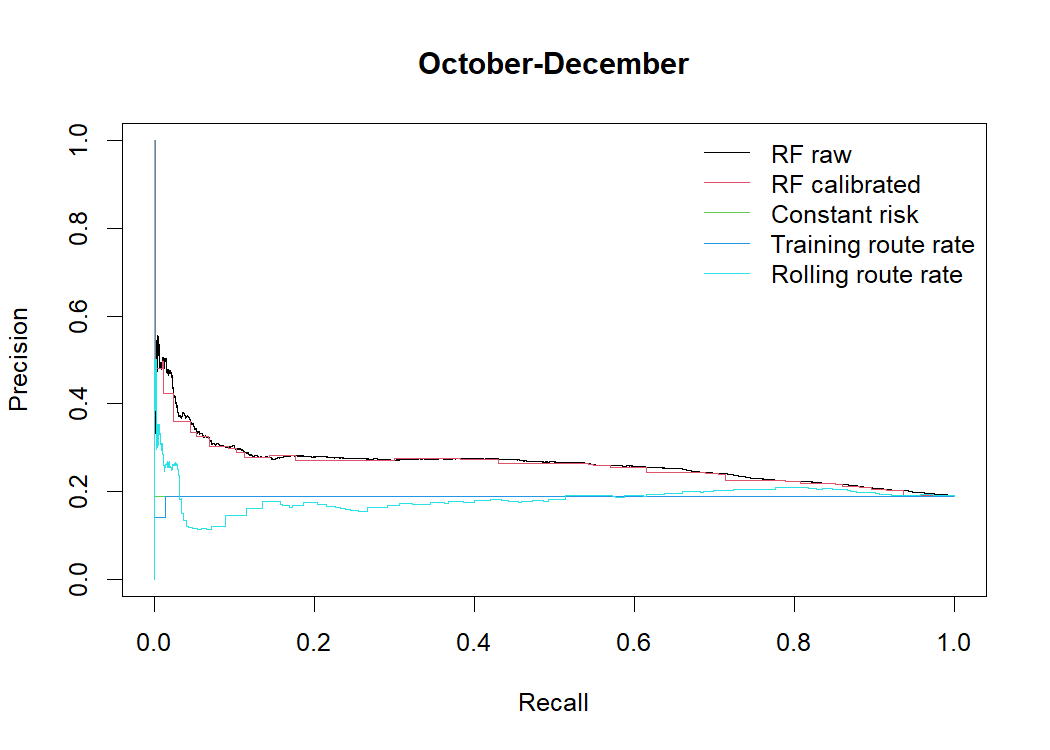 October-December
RF raw
RF calibrated
Constant risk
Training route rate
Rolling route rate
Precision
1.0
0.8
0.6
0.4
0.2
0.0
0.0 0.2 0.4 0.6 0.8 1.0
Recall